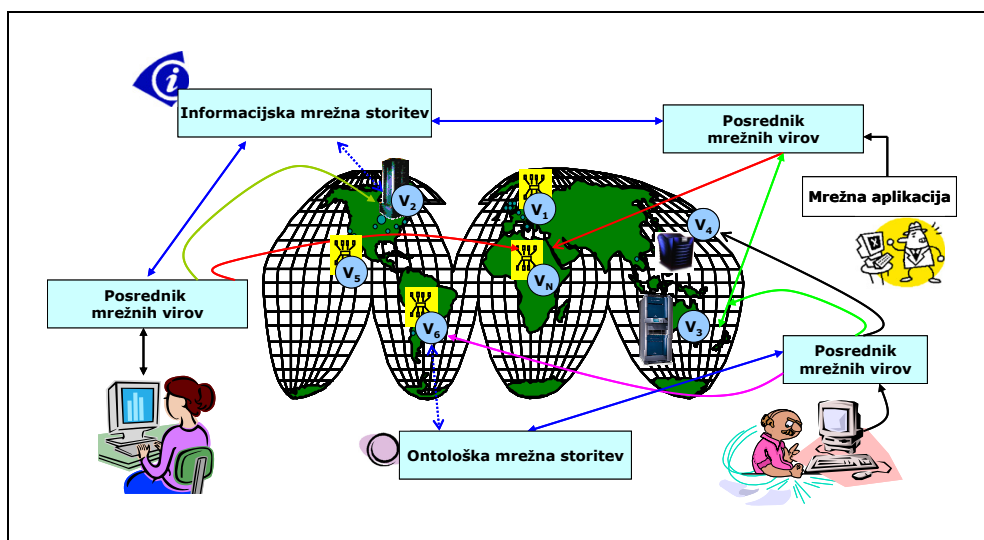 Informacijska mrežna storitev
Posrednik
mrežnih virov
Mrežna aplikacija
V2
V1
V4
V5
VN
V6
V3
Posrednik
mrežnih virov
Posrednik
mrežnih virov
Ontološka mrežna storitev
i
X